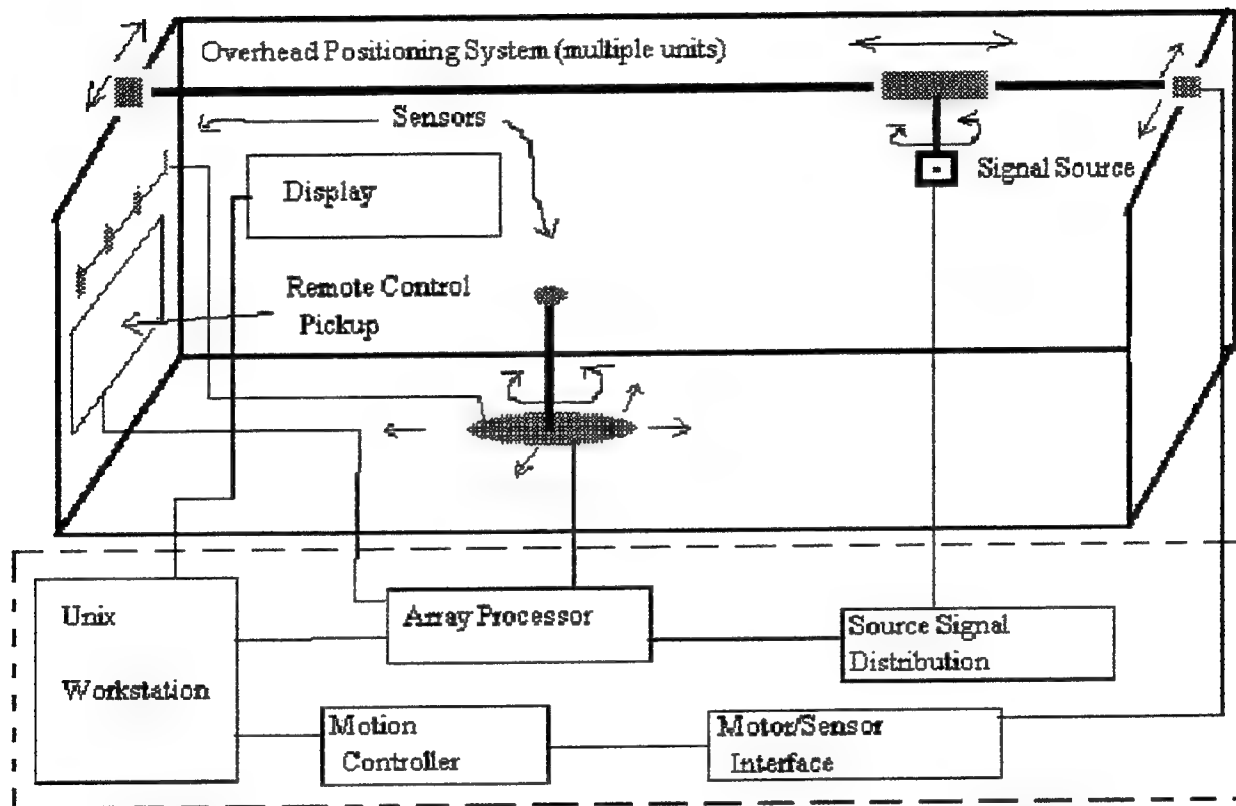 Overhead Positioning System (multiple units)
Sensors
Signal Source
Display
Remote Control
Pickup
Unix
Workstation
Array Processor
Source Signal
Distribution
Motion
Controller
Motor/Sensor
Interface